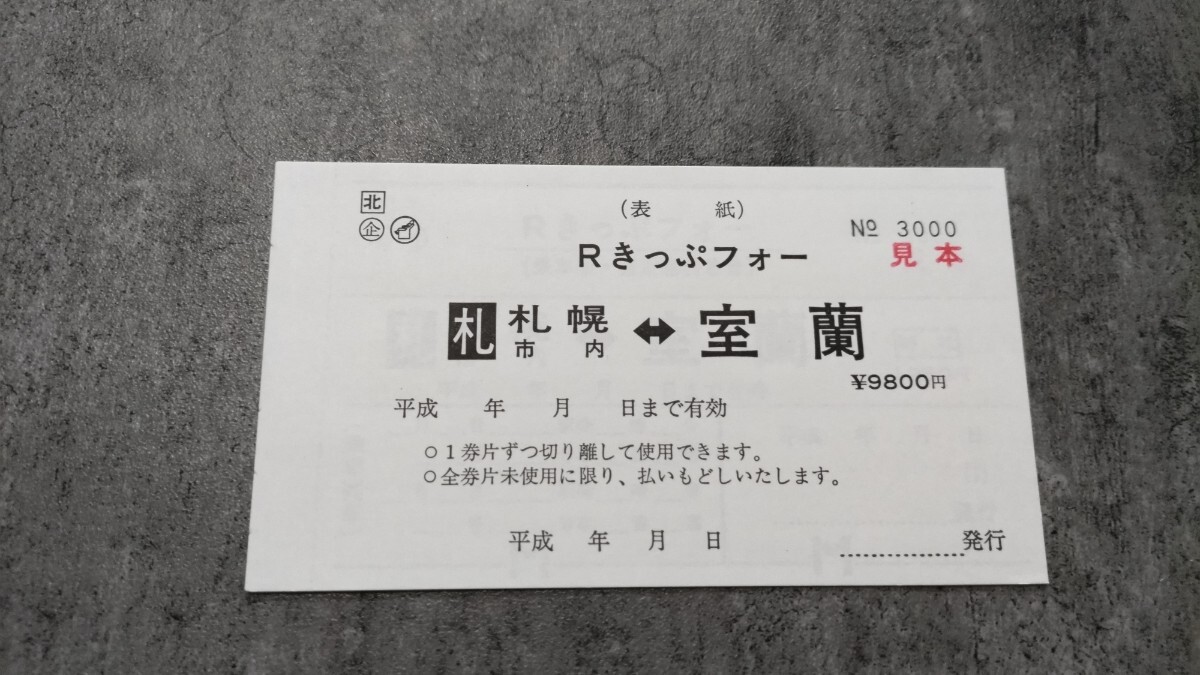 北
企
(表 紙)
Rきっぷフォー
№ 3000
見本
札 札幌市内 ↔ 室蘭
¥9800円
平成 年 月 日まで有効
○1券片ずつ切り離して使用できます。
○全券片未使用に限り、払いもどしいたします。
平成 年 月 日 発行